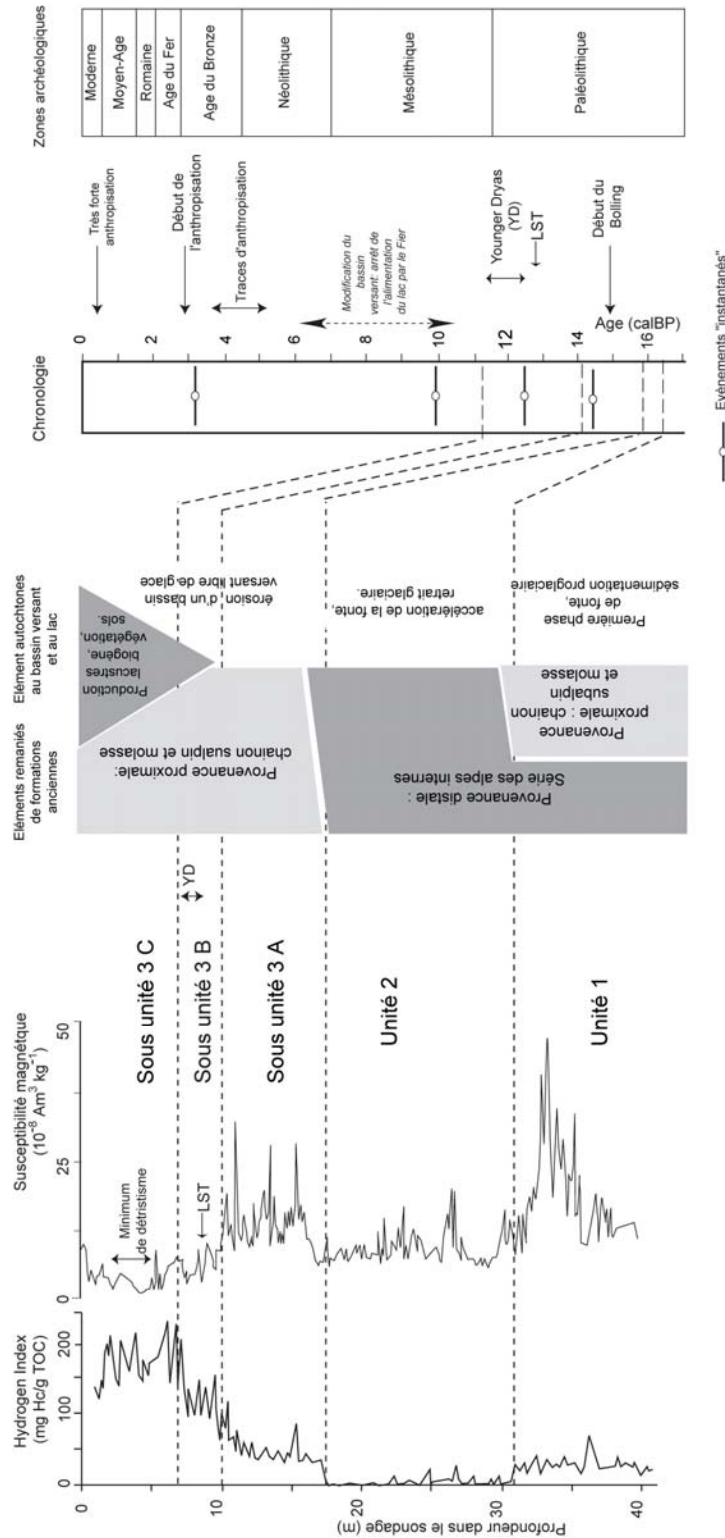 Hydrogen Index
(mg Hc/g TOC)
0
100
200
Susceptibilité magnétque
(10-8 Am3 kg-1)
0
25
50
Minimum
de détristisme
LST
YD
0
10
20
30
40
Profondeur dans le sondage (m)
Sous unité 3 C
Sous unité 3 B
Sous unité 3 A
Unité 2
Unité 1
Eléments remaniés
de formations
anciennes
Elément autochtones
au bassin versant
et au lac
Production
lacustres
biogène,
végétation,
sols.
Provenance proximale:
chainon sualpin et molasse
Provenance distale :
Série des alpes internes
Provenance
proximale : chainon
subalpin
et molasse
érosion d'un bassin
versant libre de glace
accélération de la fonte,
retrait glaciaire.
Première phase
de fonte,
sédimentation proglaciaire
Chronologie
0
2
4
6
8
10
12
14
16
Age (calBP)
Evènements "instantanés"
Très forte
anthropisation
Début de
l'anthropisation
Traces d'anthropisation
Modification du
bassin
versant: arrêt de
l'alimentation
du lac par le Fier
Younger Dryas
(YD)
LST
Début du
Bolling
Zones archéologiques
Moderne
Moyen-Age
Romaine
Age du Fer
Age du Bronze
Néolithique
Mésolithique
Paléolithique